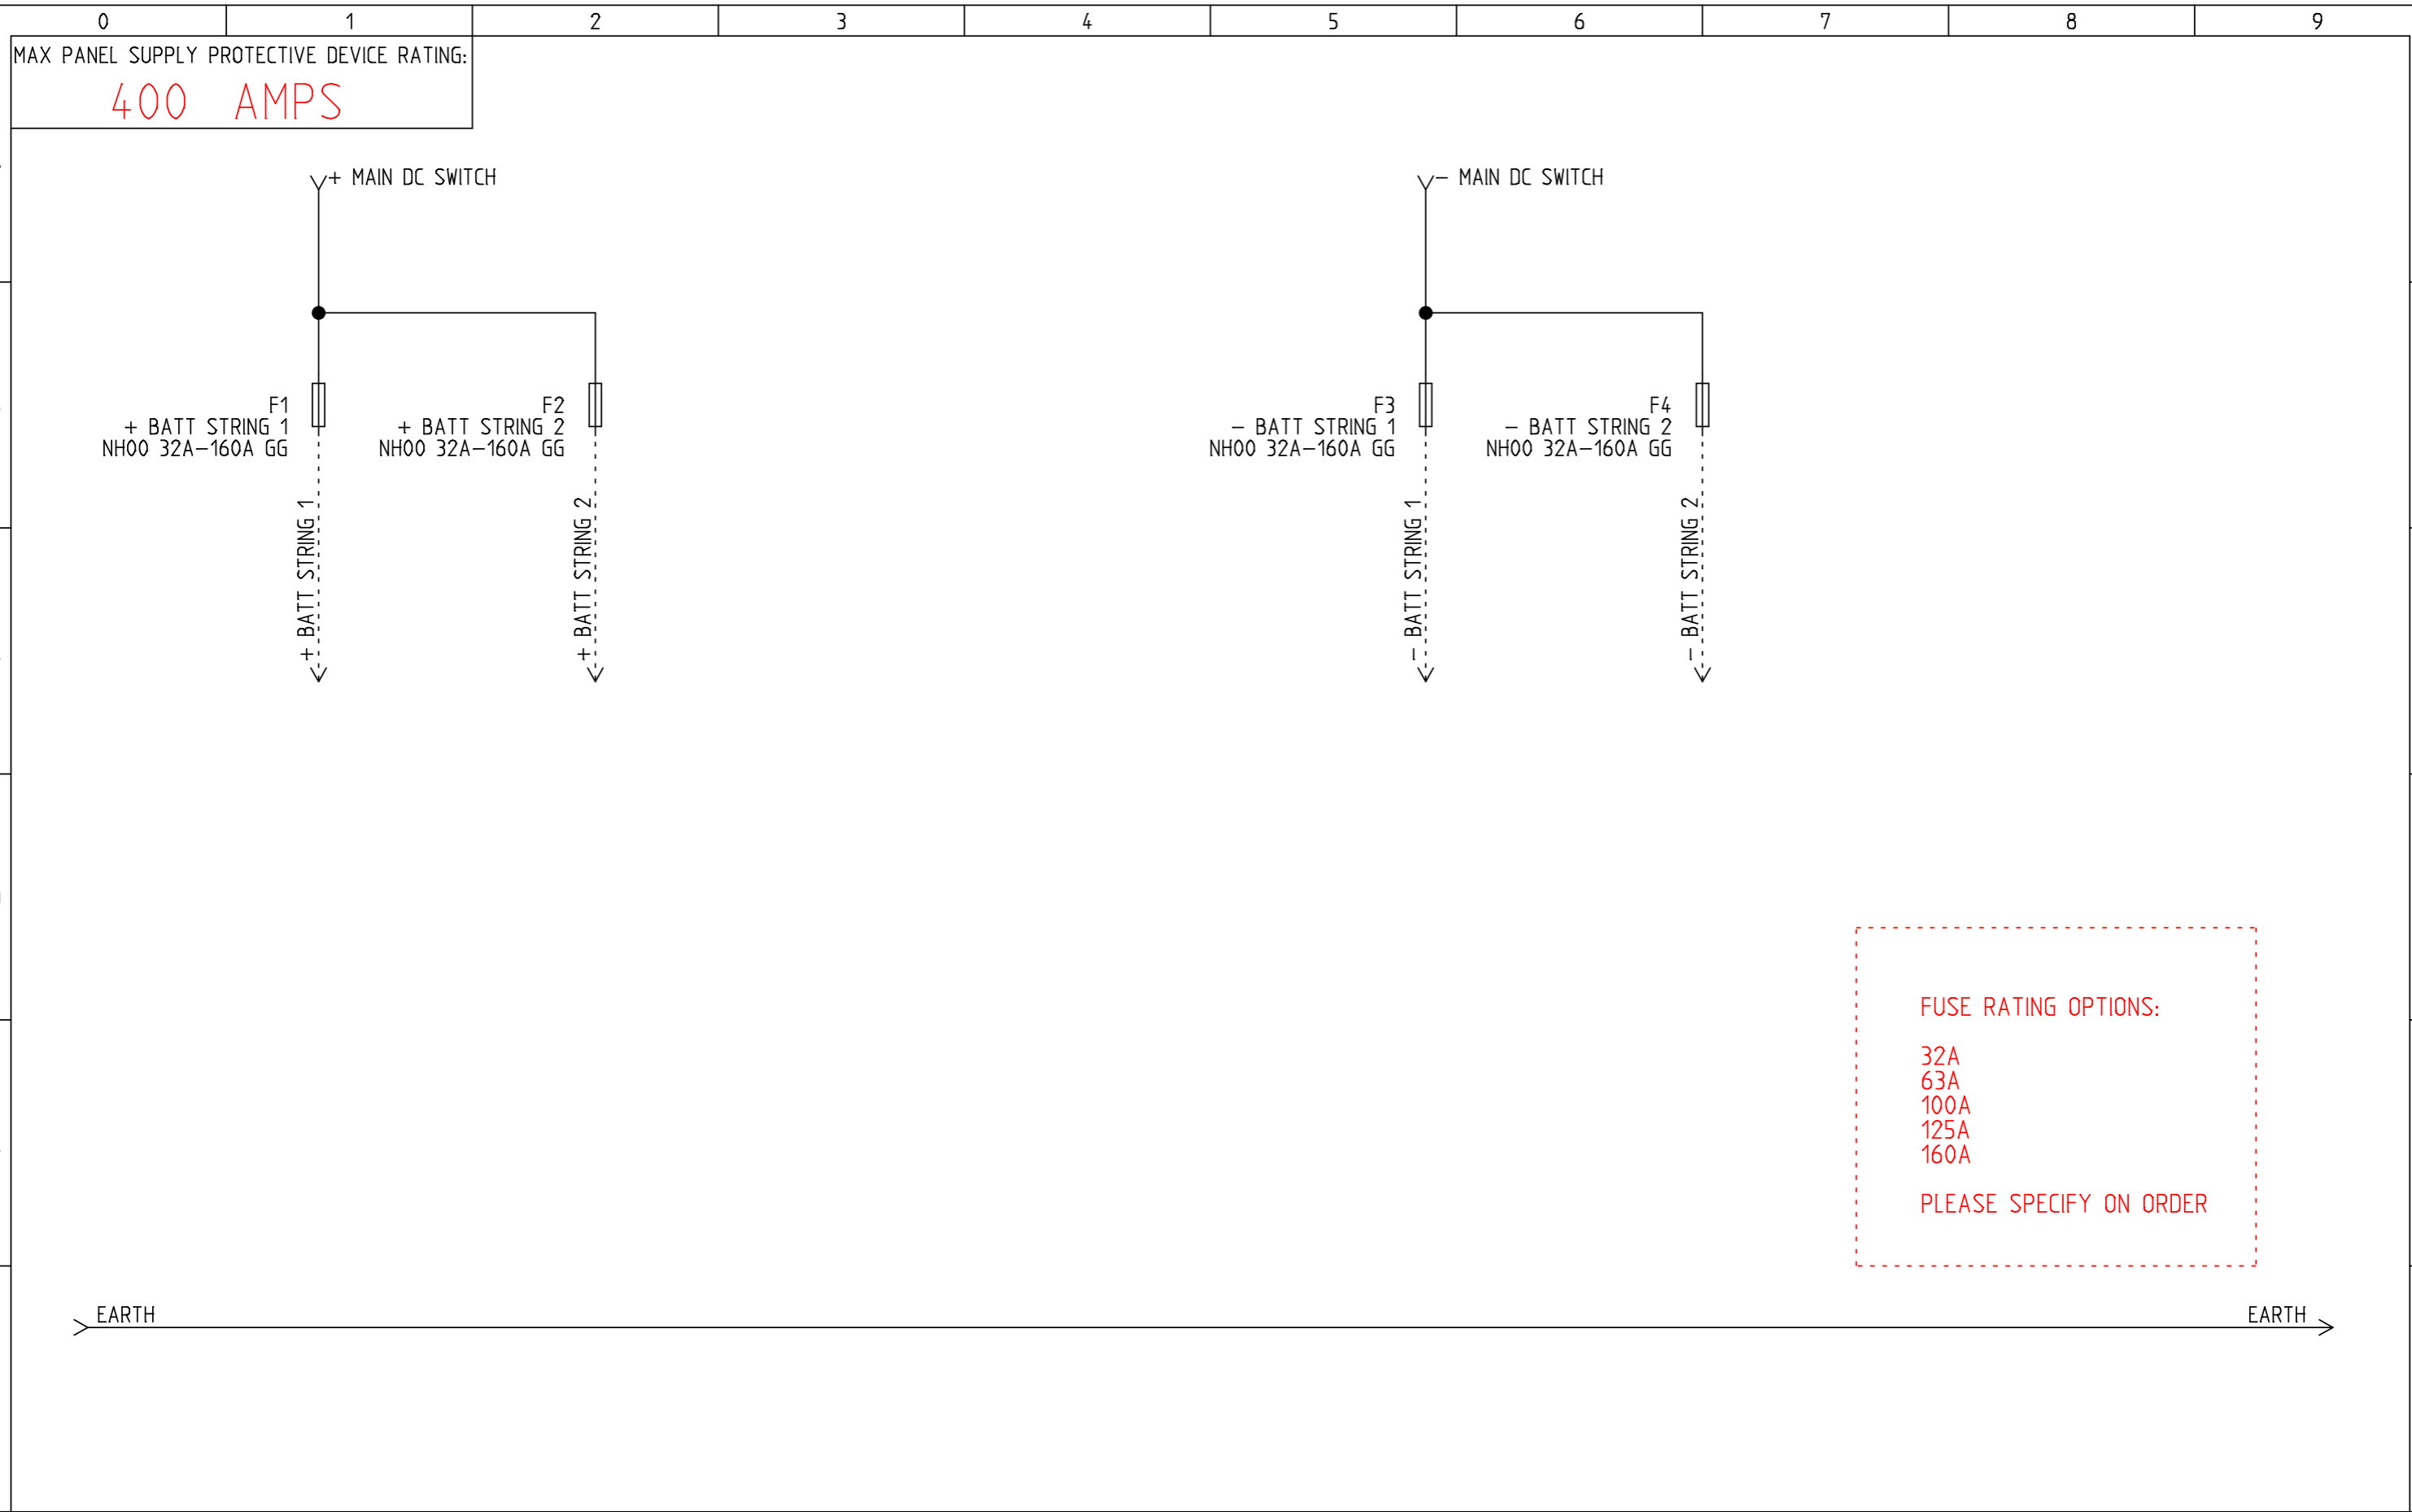 0 1 2 3 4 5 6 7 8 9
MAX PANEL SUPPLY PROTECTIVE DEVICE RATING:
400 AMPS
+ MAIN DC SWITCH
- MAIN DC SWITCH
F1
+ BATT STRING 1
NH00 32A-160A GG
F2
+ BATT STRING 2
NH00 32A-160A GG
F3
- BATT STRING 1
NH00 32A-160A GG
F4
- BATT STRING 2
NH00 32A-160A GG
+ BATT STRING 1
+ BATT STRING 2
- BATT STRING 1
- BATT STRING 2
FUSE RATING OPTIONS:
32A
63A
100A
125A
160A
PLEASE SPECIFY ON ORDER
EARTH
EARTH